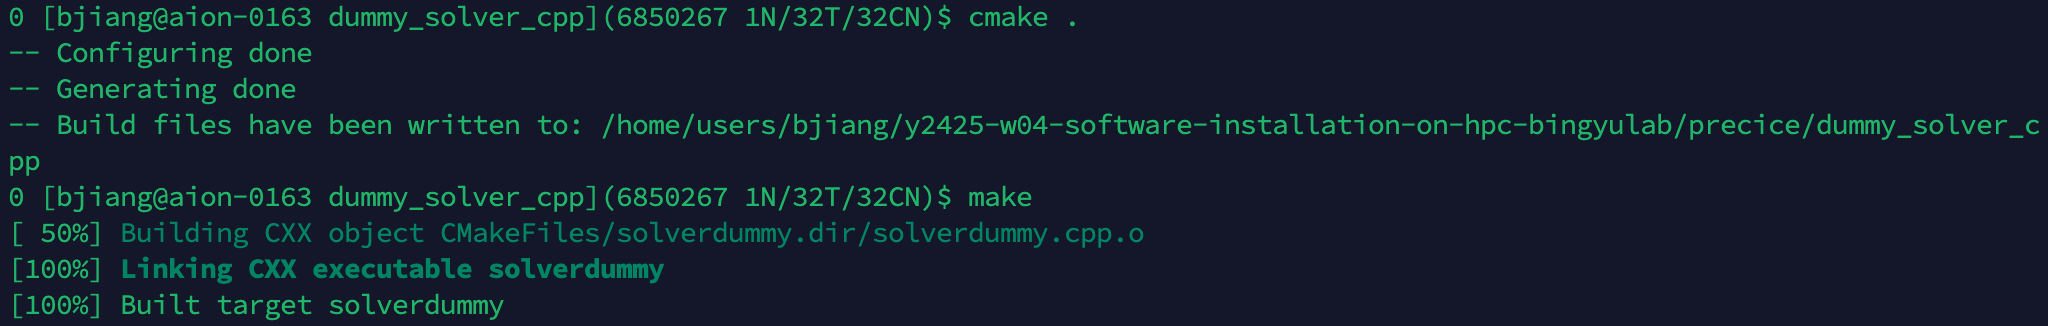 0 [bjiang@aion-0163 dummy_solver_cpp](6850267 1N/32T/32CN)$ cmake .
-- Configuring done
-- Generating done
-- Build files have been written to: /home/users/bjiang/y2425-w04-software-installation-on-hpc-bingyulab/precice/dummy_solver_c
pp
0 [bjiang@aion-0163 dummy_solver_cpp](6850267 1N/32T/32CN)$ make
[ 50%] Building CXX object CMakeFiles/solverdummy.dir/solverdummy.cpp.o
[100%] Linking CXX executable solverdummy
[100%] Built target solverdummy